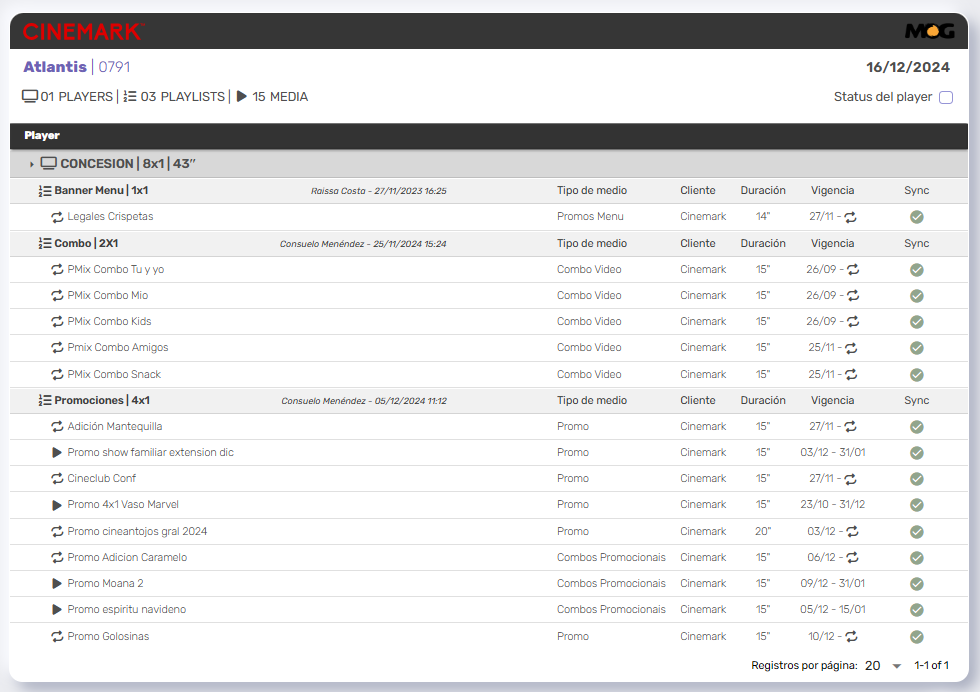 CINEMARK MOG
Atlantis | 0791 16/12/2024
01 PLAYERS | 03 PLAYLISTS | 15 MEDIA Status del player
Player
CONCESION | 8x1 | 43’’
Banner Menu | 1x1 Raissa Costa - 27/11/2023 16:25 Tipo de medio Cliente Duración Vigencia Sync
Legales Crispetas Promos Menu Cinemark 14" 27/11 -
Combo | 2X1 Consuelo Menéndez - 25/11/2024 15:24 Tipo de medio Cliente Duración Vigencia Sync
PMix Combo Tu y yo Combo Video Cinemark 15" 26/09 -
PMix Combo Mio Combo Video Cinemark 15" 26/09 -
PMix Combo Kids Combo Video Cinemark 15" 26/09 -
Pmix Combo Amigos Combo Video Cinemark 15" 25/11 -
PMix Combo Snack Combo Video Cinemark 15" 25/11 -
Promociones | 4x1 Consuelo Menéndez - 05/12/2024 11:12 Tipo de medio Cliente Duración Vigencia Sync
Adición Mantequilla Promo Cinemark 15" 27/11 -
Promo show familiar extension dic Promo Cinemark 15" 03/12 - 31/01
Cineclub Conf Promo Cinemark 15" 27/11 -
Promo 4x1 Vaso Marvel Promo Cinemark 15" 23/10 - 31/12
Promo cineantojos gral 2024 Promo Cinemark 20" 03/12 -
Promo Adicion Caramelo Combos Promocionais Cinemark 15" 06/12 -
Promo Moana 2 Combos Promocionais Cinemark 15" 09/12 - 31/01
Promo espiritu navideno Combos Promocionais Cinemark 15" 05/12 - 15/01
Promo Golosinas Promo Cinemark 15" 10/12 -
Registros por página: 20 1-1 of 1